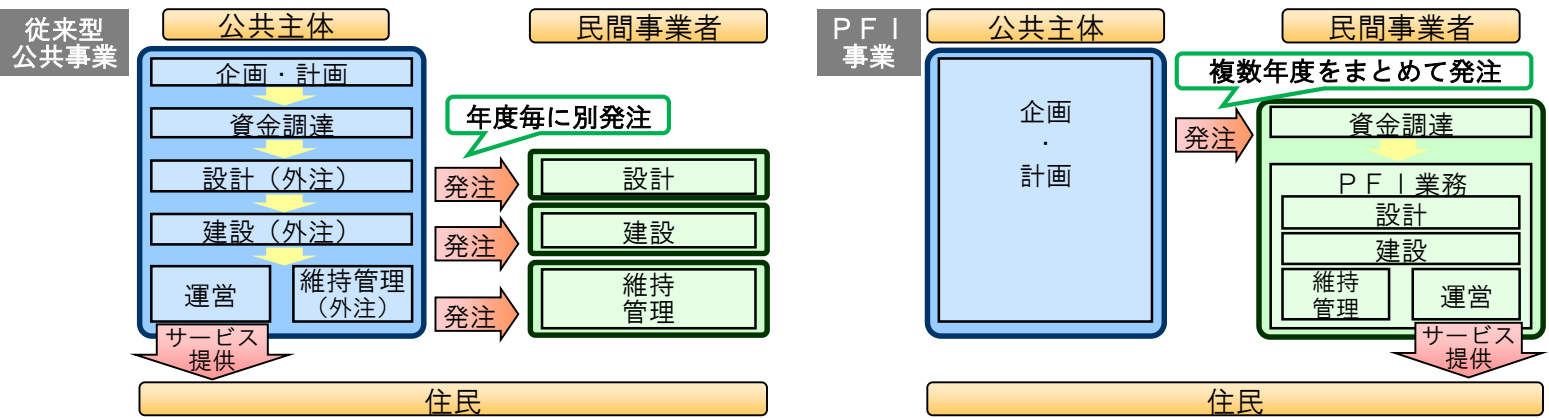 従来型
公共事業
公共主体
民間事業者
企画・計画
資金調達
設計（外注）
建設（外注）
運営
維持管理
（外注）
年度毎に別発注
発注
発注
発注
設計
建設
維持
管理
サービス
提供
住民
ＰＦＩ
事業
公共主体
民間事業者
企画
・
計画
複数年度をまとめて発注
発注
資金調達
ＰＦＩ業務
設計
建設
維持
管理
運営
サービス
提供
住民